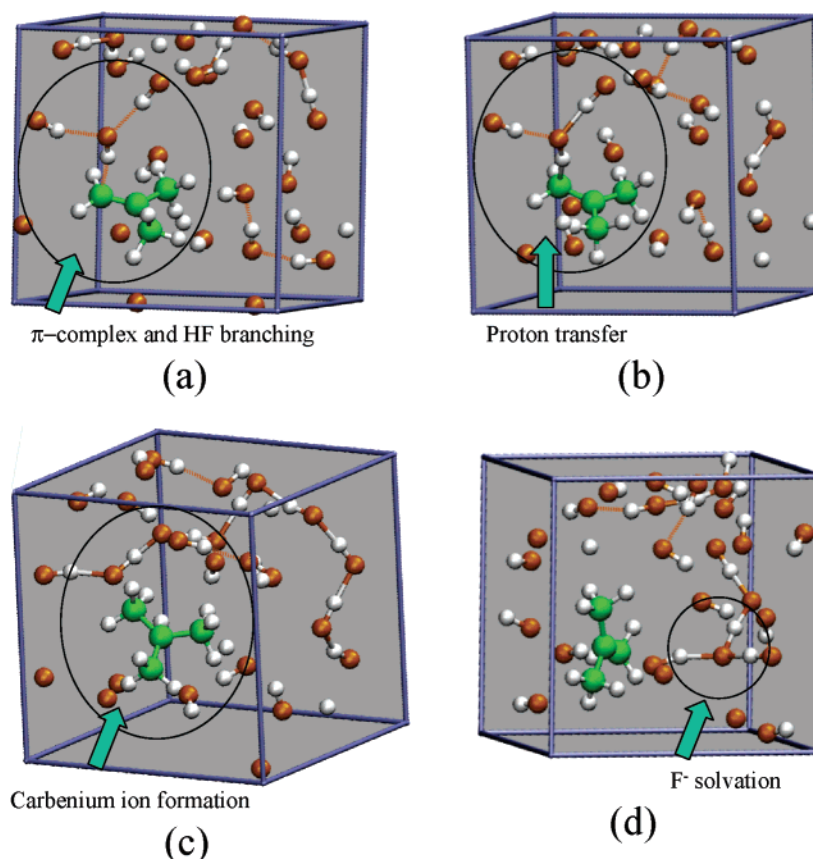 π-complex and HF branching
(a)
Proton transfer
(b)
Carbenium ion formation
(c)
F⁻ solvation
(d)